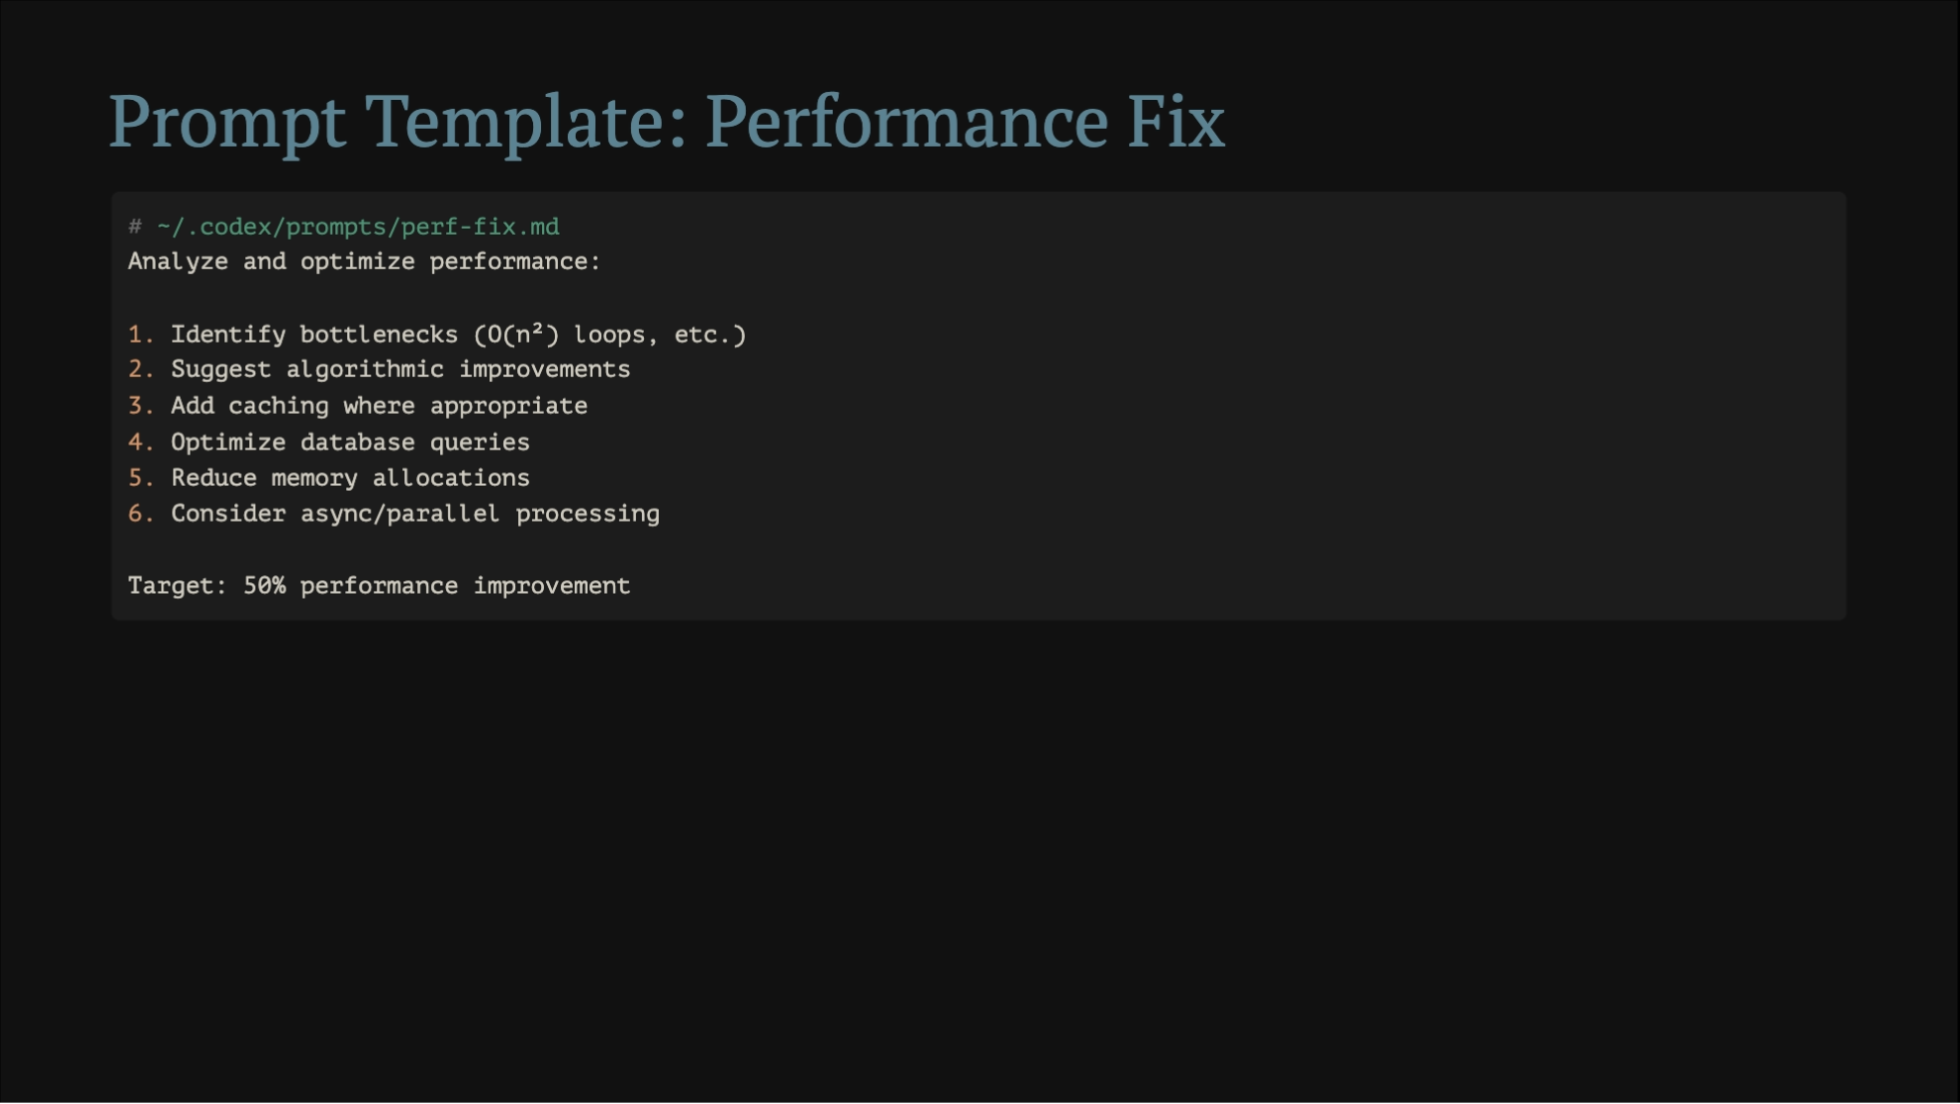 Prompt Template: Performance Fix
# ~/.codex/prompts/perf-fix.md
Analyze and optimize performance:
1. Identify bottlenecks (O(n²) loops, etc.)
2. Suggest algorithmic improvements
3. Add caching where appropriate
4. Optimize database queries
5. Reduce memory allocations
6. Consider async/parallel processing
Target: 50% performance improvement